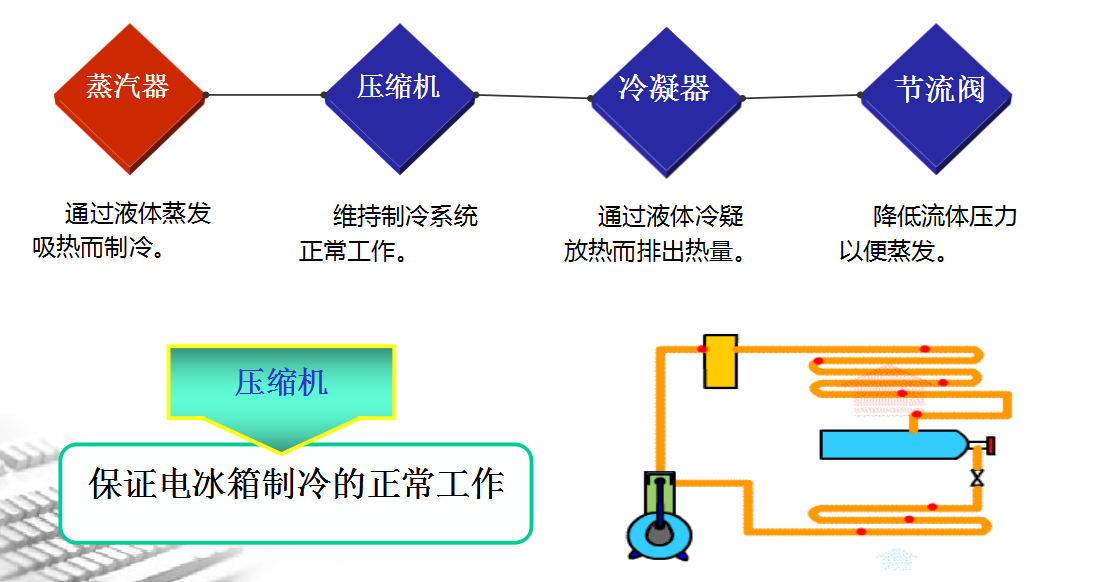 蒸汽器
压缩机
冷凝器
节流阀
通过液体蒸发
吸热而制冷。
维持制冷系统
正常工作。
通过液体冷疑
放热而排出热量。
降低流体压力
以便蒸发。
压缩机
保证电冰箱制冷的正常工作